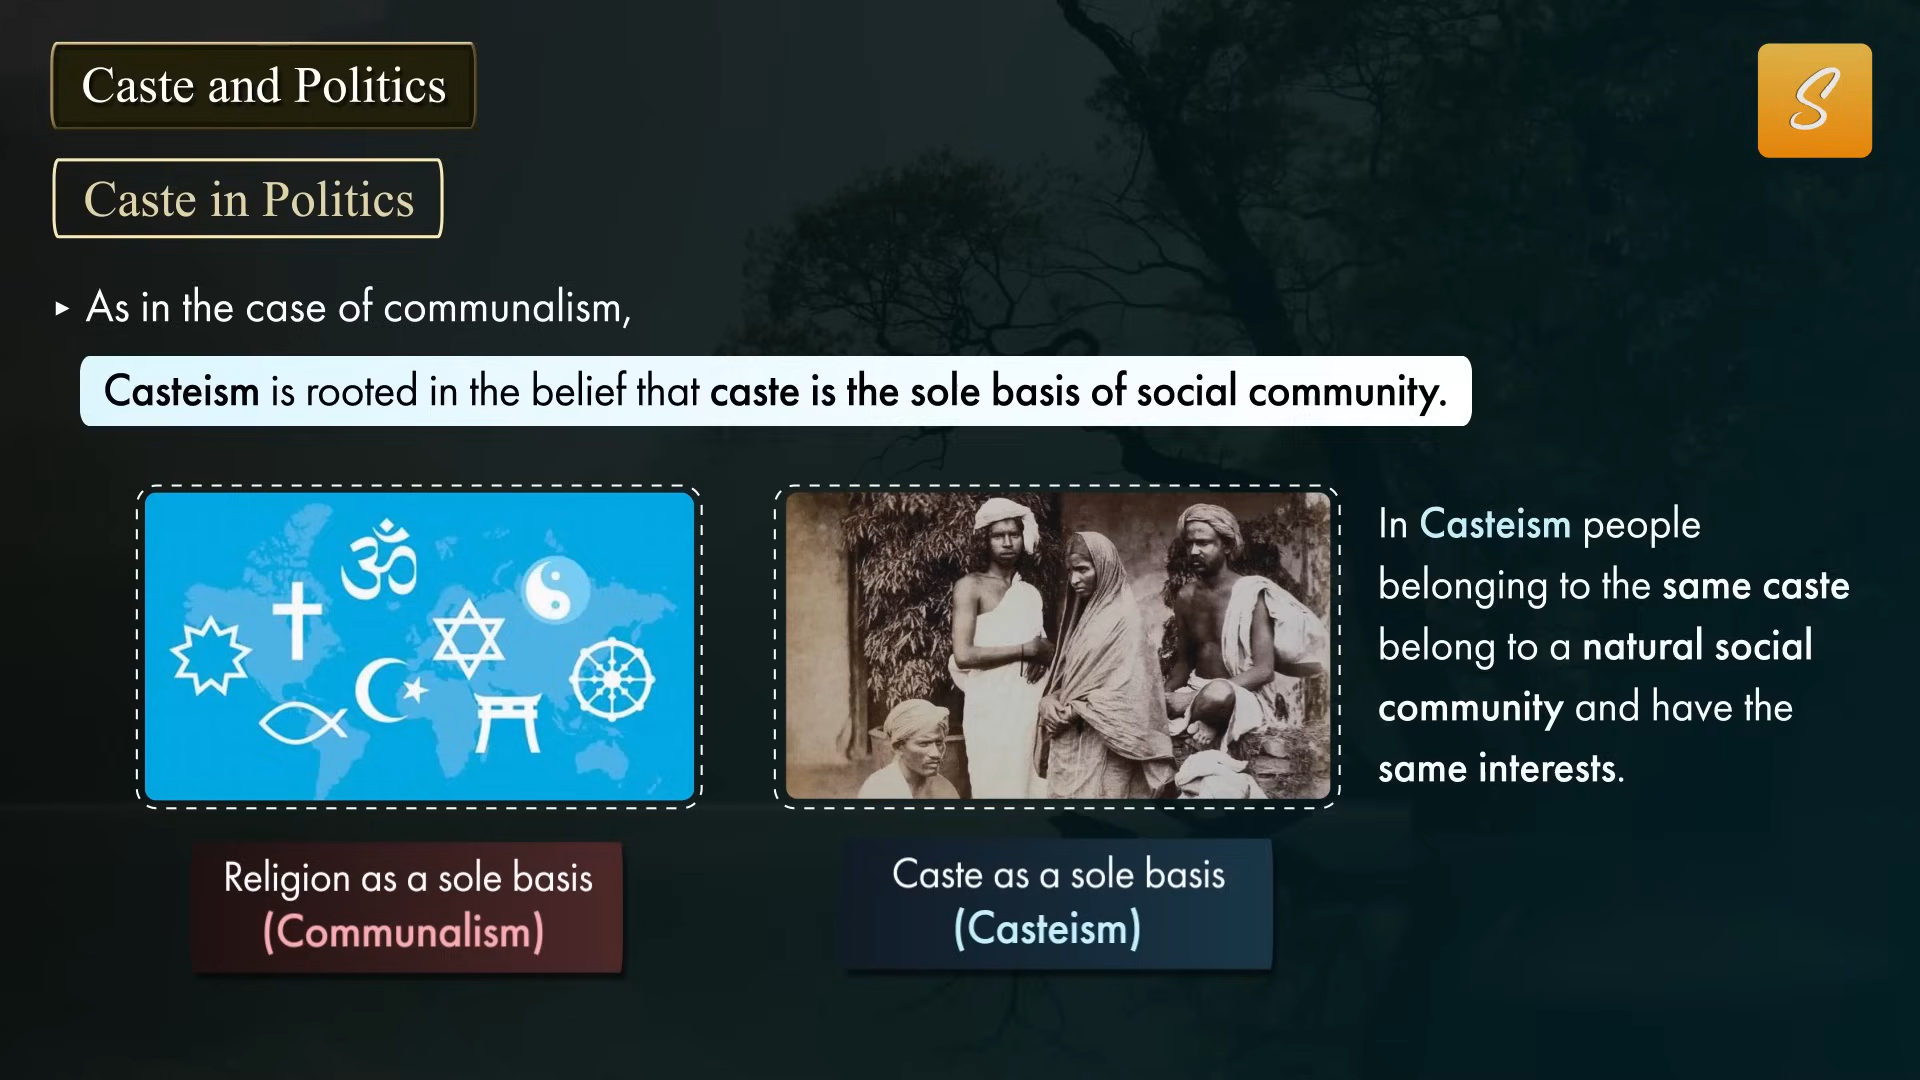 Caste and Politics
S
Caste in Politics
▸ As in the case of communalism,
Casteism is rooted in the belief that caste is the sole basis of social community.
In Casteism people
belonging to the same caste
belong to a natural social
community and have the
same interests.
Religion as a sole basis
(Communalism)
Caste as a sole basis
(Casteism)